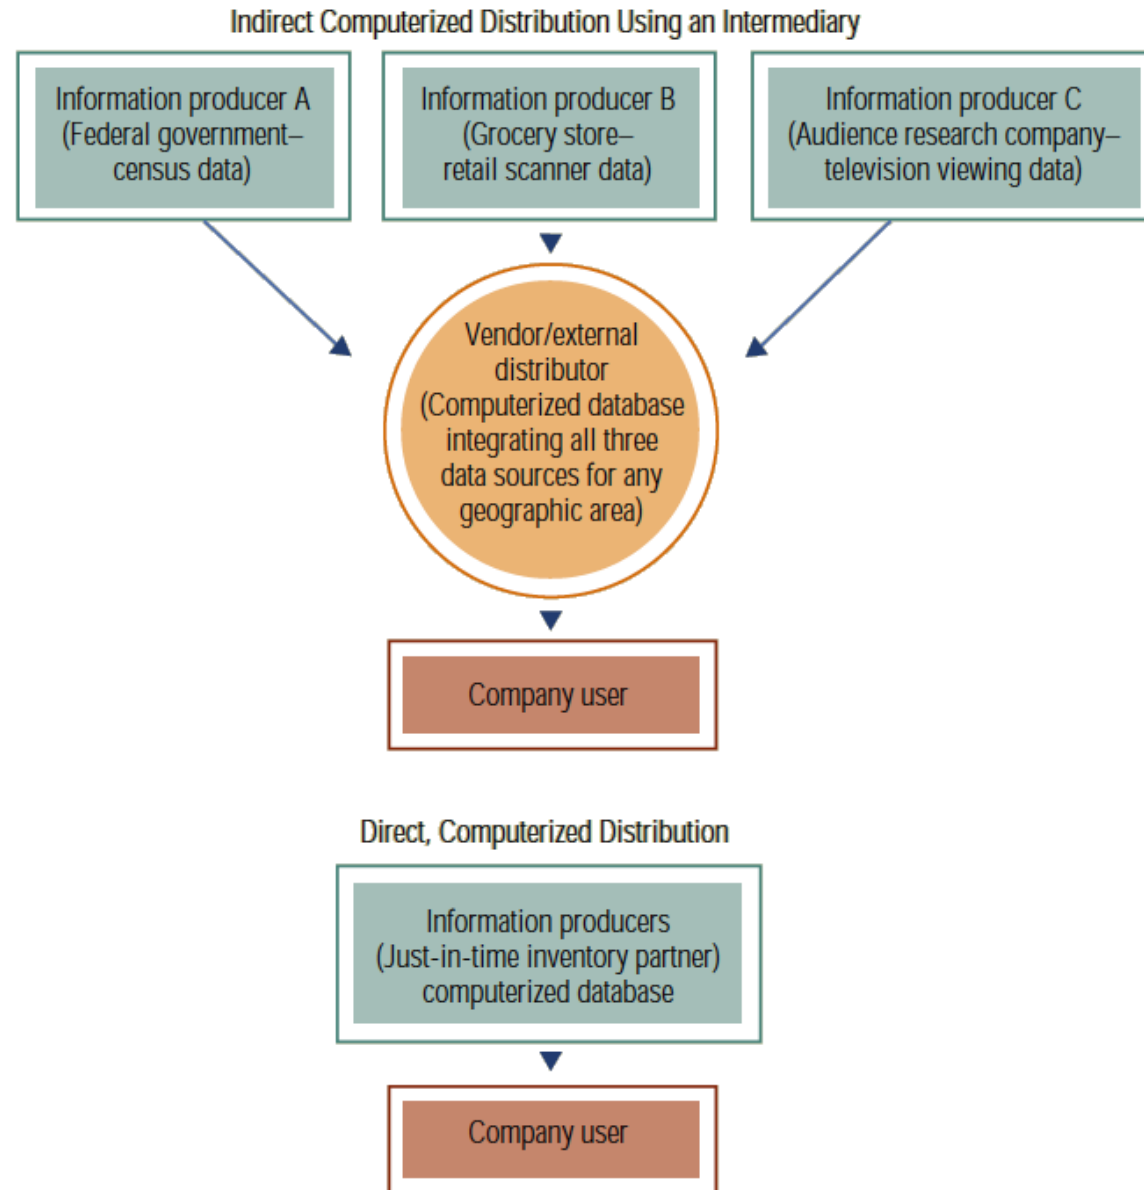 Indirect Computerized Distribution Using an Intermediary
Information producer A
(Federal government–
census data)
Information producer B
(Grocery store–
retail scanner data)
Information producer C
(Audience research company–
television viewing data)
Vendor/external
distributor
(Computerized database
integrating all three
data sources for any
geographic area)
Company user
Direct, Computerized Distribution
Information producers
(Just-in-time inventory partner)
computerized database
Company user